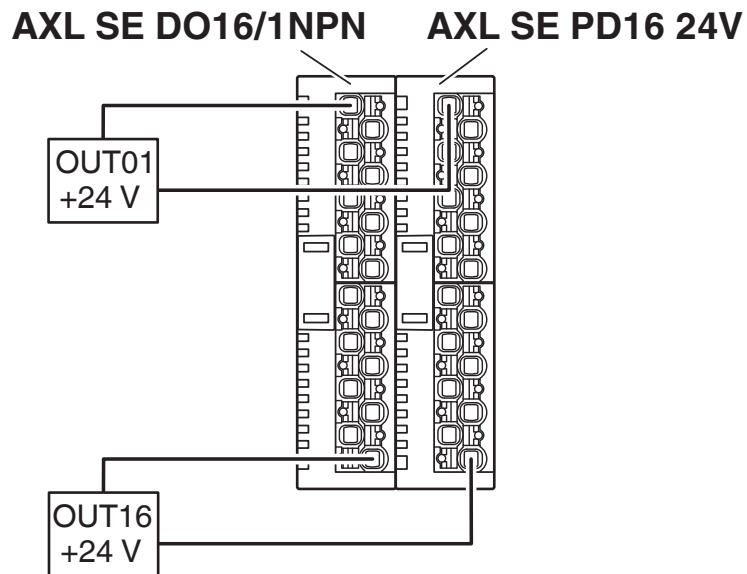 AXL SE DO16/1NPN
AXL SE PD16 24V
OUT01
+24 V
OUT16
+24 V